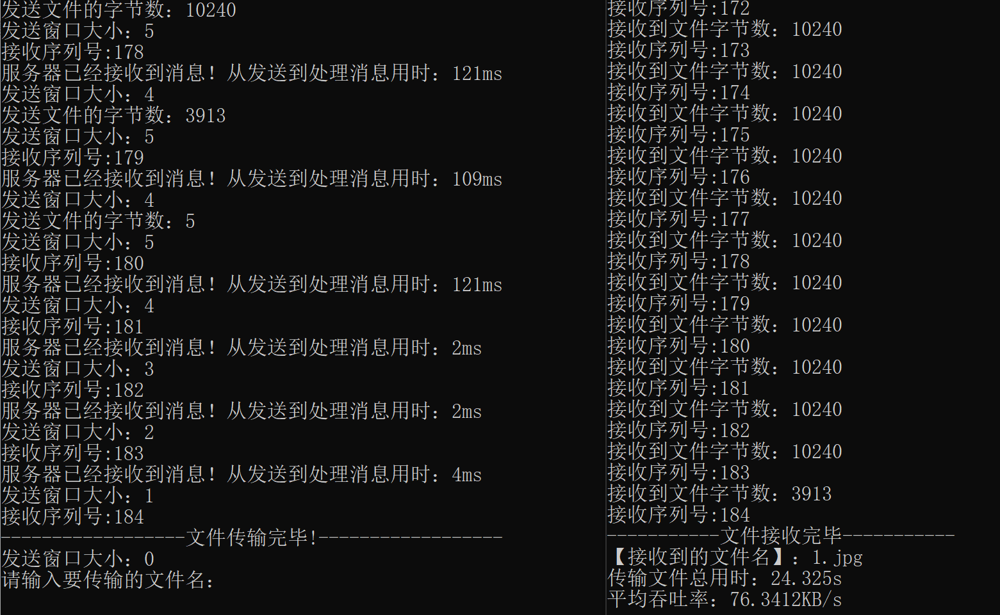 发送文件的字节数：10240
发送窗口大小：5
接收序列号:178
服务器已经接收到消息！从发送到处理消息用时：121ms
发送窗口大小：4
发送文件的字节数：3913
发送窗口大小：5
接收序列号:179
服务器已经接收到消息！从发送到处理消息用时：109ms
发送窗口大小：4
发送文件的字节数：5
发送窗口大小：5
接收序列号:180
服务器已经接收到消息！从发送到处理消息用时：121ms
发送窗口大小：4
接收序列号:181
服务器已经接收到消息！从发送到处理消息用时：2ms
发送窗口大小：3
接收序列号:182
服务器已经接收到消息！从发送到处理消息用时：2ms
发送窗口大小：2
接收序列号:183
服务器已经接收到消息！从发送到处理消息用时：4ms
发送窗口大小：1
接收序列号:184
------------------文件传输完毕!------------------
发送窗口大小：0
请输入要传输的文件名：
接收序列号:172
接收到文件字节数：10240
接收序列号:173
接收到文件字节数：10240
接收序列号:174
接收到文件字节数：10240
接收序列号:175
接收到文件字节数：10240
接收序列号:176
接收到文件字节数：10240
接收序列号:177
接收到文件字节数：10240
接收序列号:178
接收到文件字节数：10240
接收序列号:179
接收到文件字节数：10240
接收序列号:180
接收到文件字节数：10240
接收序列号:181
接收到文件字节数：10240
接收序列号:182
接收到文件字节数：10240
接收序列号:183
接收到文件字节数：3913
接收序列号:184
-----------文件接收完毕-----------
【接收到的文件名】：1.jpg
传输文件总用时：24.325s
平均吞吐率：76.3412KB/s